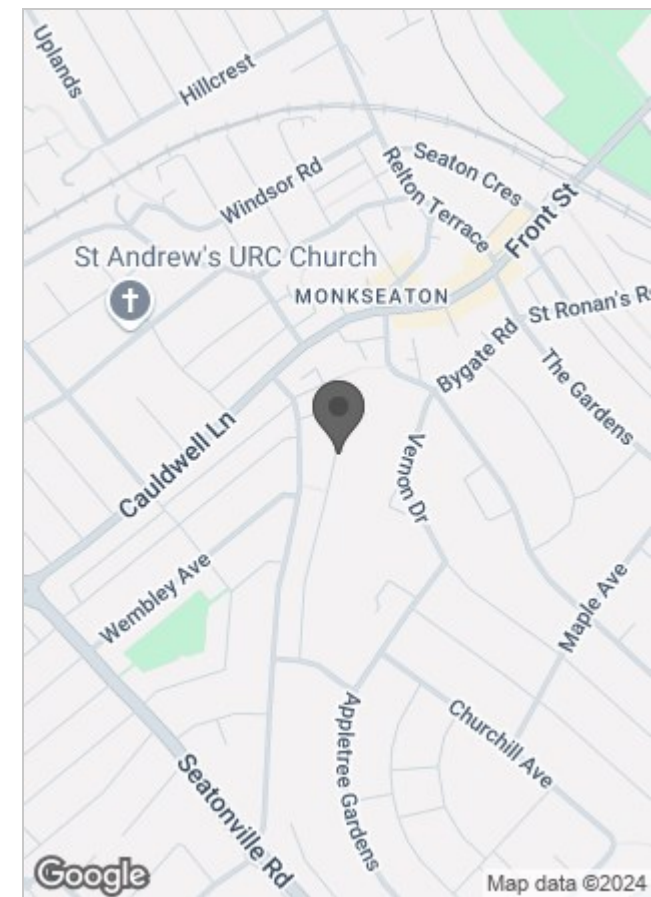 Uplands
Hillcrest
Windsor Rd
Relton Terrace
Seaton Cres
Front St
St Andrew's URC Church
MONKSEATON
St Ronan's R
Bygate Rd
The Gardens
Cauldwell Ln
Vernon Dr
Wembley Ave
Maple Ave
Appletree Gardens
Churchill Ave
Seatonville Rd
Google
Map data ©2024